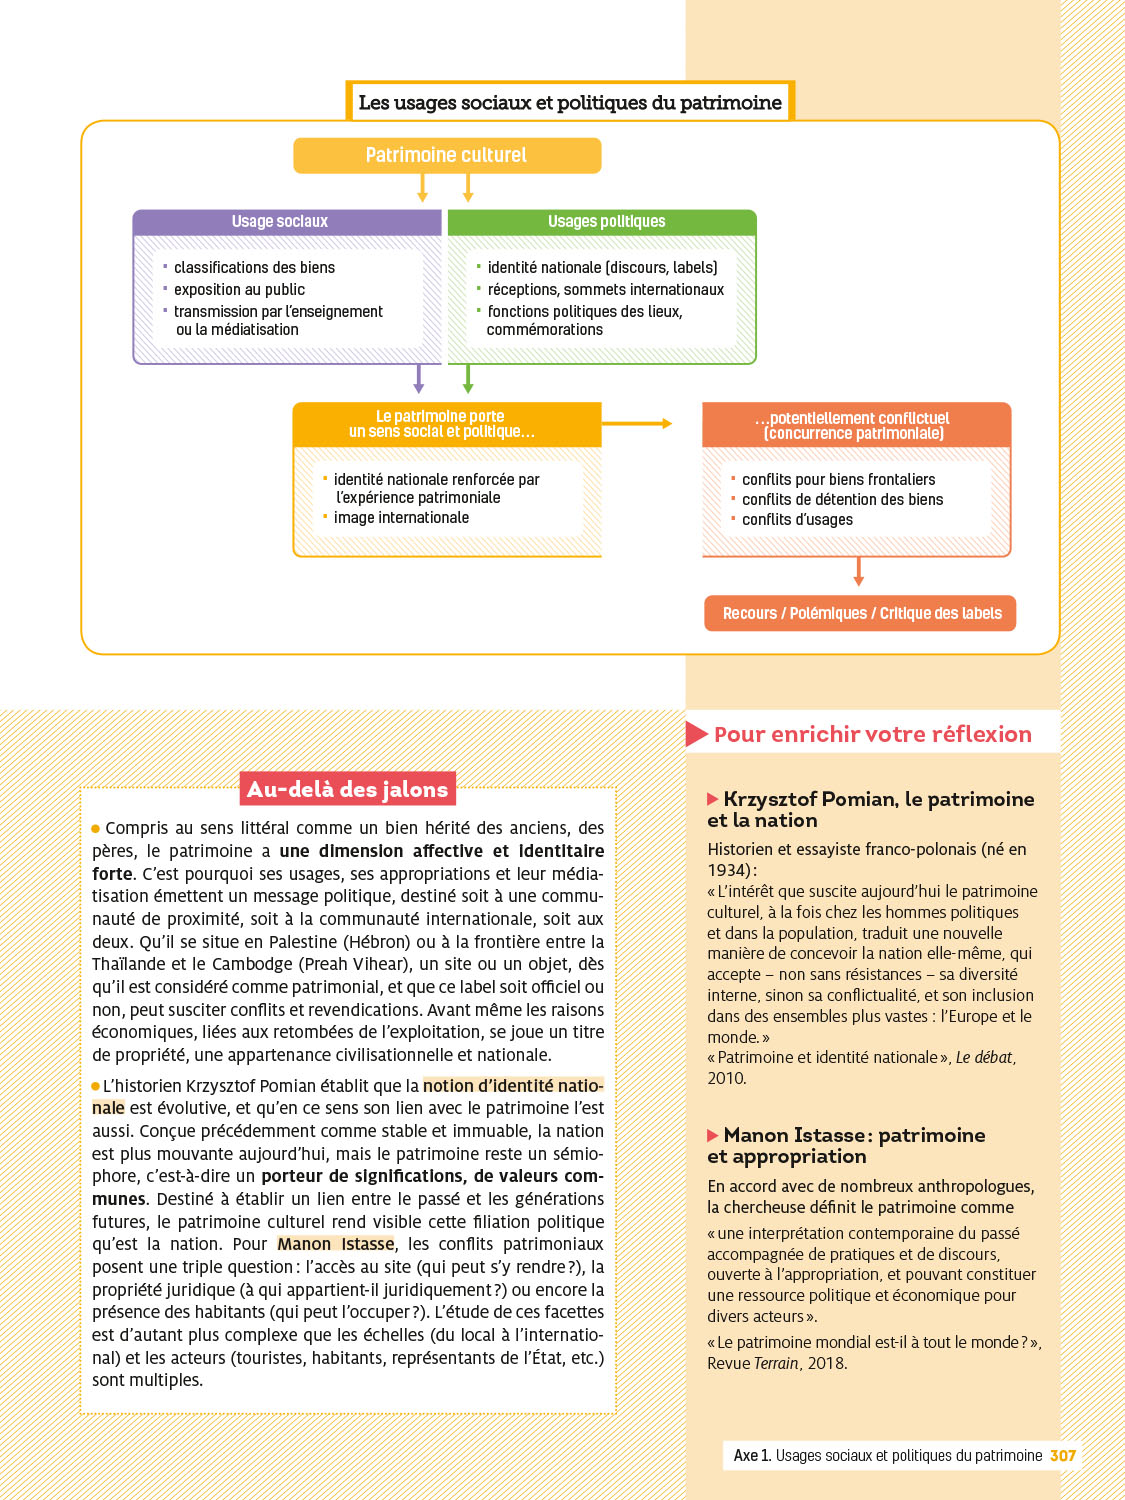 Les usages sociaux et politiques du patrimoine
Patrimoine culturel
Usage sociaux
· classifications des biens
· exposition au public
· transmission par l'enseignement
ou la médiatisation
Usages politiques
· identité nationale (discours, labels)
· réceptions, sommets internationaux
· fonctions politiques des lieux,
commémorations
Le patrimoine porte
un sens social et politique…
· identité nationale renforcée par
l'expérience patrimoniale
· image internationale
…potentiellement conflictuel
(concurrence patrimoniale)
· conflits pour biens frontaliers
· conflits de détention des biens
· conflits d'usages
Recours / Polémiques / Critique des labels
Au-delà des jalons
● Compris au sens littéral comme un bien hérité des anciens, des
pères, le patrimoine a une dimension affective et identitaire
forte. C'est pourquoi ses usages, ses appropriations et leur média-
tisation émettent un message politique, destiné soit à une commu-
nauté de proximité, soit à la communauté internationale, soit aux
deux. Qu'il se situe en Palestine (Hébron) ou à la frontière entre la
Thaïlande et le Cambodge (Preah Vihear), un site ou un objet, dès
qu'il est considéré comme patrimonial, et que ce label soit officiel ou
non, peut susciter conflits et revendications. Avant même les raisons
économiques, liées aux retombées de l'exploitation, se joue un titre
de propriété, une appartenance civilisationnelle et nationale.
● L'historien Krzysztof Pomian établit que la notion d'identité natio-
nale est évolutive, et qu'en ce sens son lien avec le patrimoine l'est
aussi. Conçue précédemment comme stable et immuable, la nation
est plus mouvante aujourd'hui, mais le patrimoine reste un sémio-
phore, c'est-à-dire un porteur de significations, de valeurs com-
munes. Destiné à établir un lien entre le passé et les générations
futures, le patrimoine culturel rend visible cette filiation politique
qu'est la nation. Pour Manon Istasse, les conflits patrimoniaux
posent une triple question : l'accès au site (qui peut s'y rendre ?), la
propriété juridique (à qui appartient-il juridiquement ?) ou encore la
présence des habitants (qui peut l'occuper ?). L'étude de ces facettes
est d'autant plus complexe que les échelles (du local à l'internatio-
nal) et les acteurs (touristes, habitants, représentants de l'État, etc.)
sont multiples.
Pour enrichir votre réflexion
Krzysztof Pomian, le patrimoine
et la nation
Historien et essayiste franco-polonais (né en
1934) :
« L'intérêt que suscite aujourd'hui le patrimoine
culturel, à la fois chez les hommes politiques
et dans la population, traduit une nouvelle
manière de concevoir la nation elle-même, qui
accepte – non sans résistances – sa diversité
interne, sinon sa conflictualité, et son inclusion
dans des ensembles plus vastes : l'Europe et le
monde. »
« Patrimoine et identité nationale », Le débat,
2010.
Manon Istasse : patrimoine
et appropriation
En accord avec de nombreux anthropologues,
la chercheuse définit le patrimoine comme
« une interprétation contemporaine du passé
accompagnée de pratiques et de discours,
ouverte à l'appropriation, et pouvant constituer
une ressource politique et économique pour
divers acteurs ».
« Le patrimoine mondial est-il à tout le monde ? »,
Revue Terrain, 2018.
Axe 1. Usages sociaux et politiques du patrimoine 307